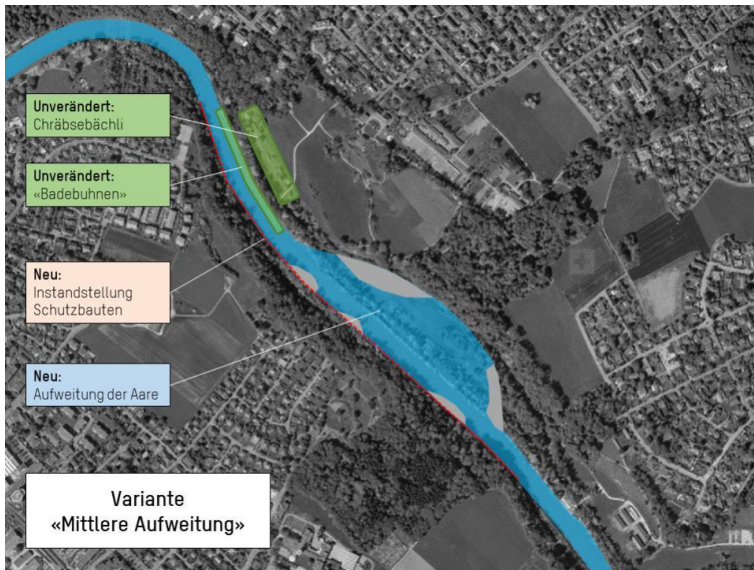 Unverändert:
Chräbsebächli
Unverändert:
«Badebuhnen»
Neu:
Instandstellung
Schutzbauten
Neu:
Aufweitung der Aare
Variante
«Mittlere Aufweitung»